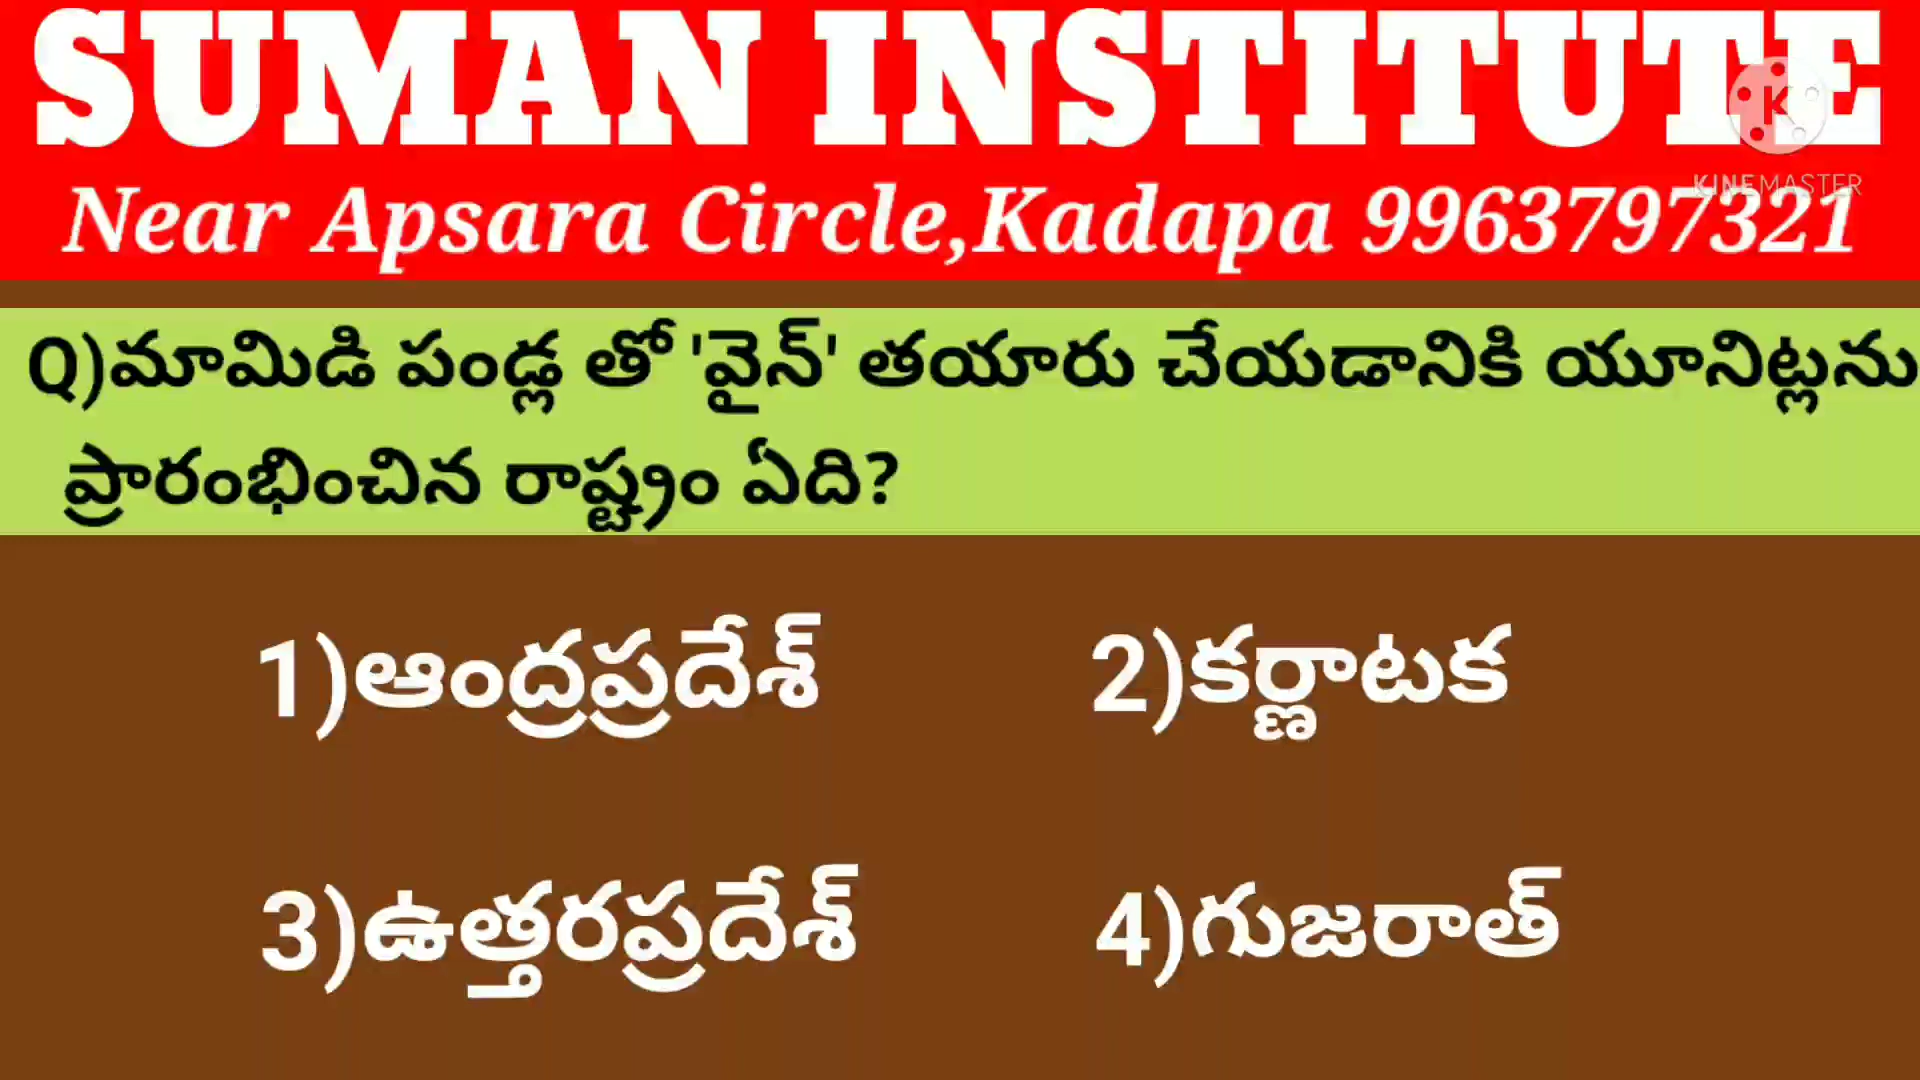 SUMAN INSTITUTE
KINEMASTER
Near Apsara Circle,Kadapa 9963797321
Q)మామిడి పండ్ల తో 'వైన్' తయారు చేయడానికి యూనిట్లను
ప్రారంభించిన రాష్ట్రం ఏది?
1)ఆంద్రప్రదేశ్ 2)కర్ణాటక
3)ఉత్తరప్రదేశ్ 4)గుజరాత్